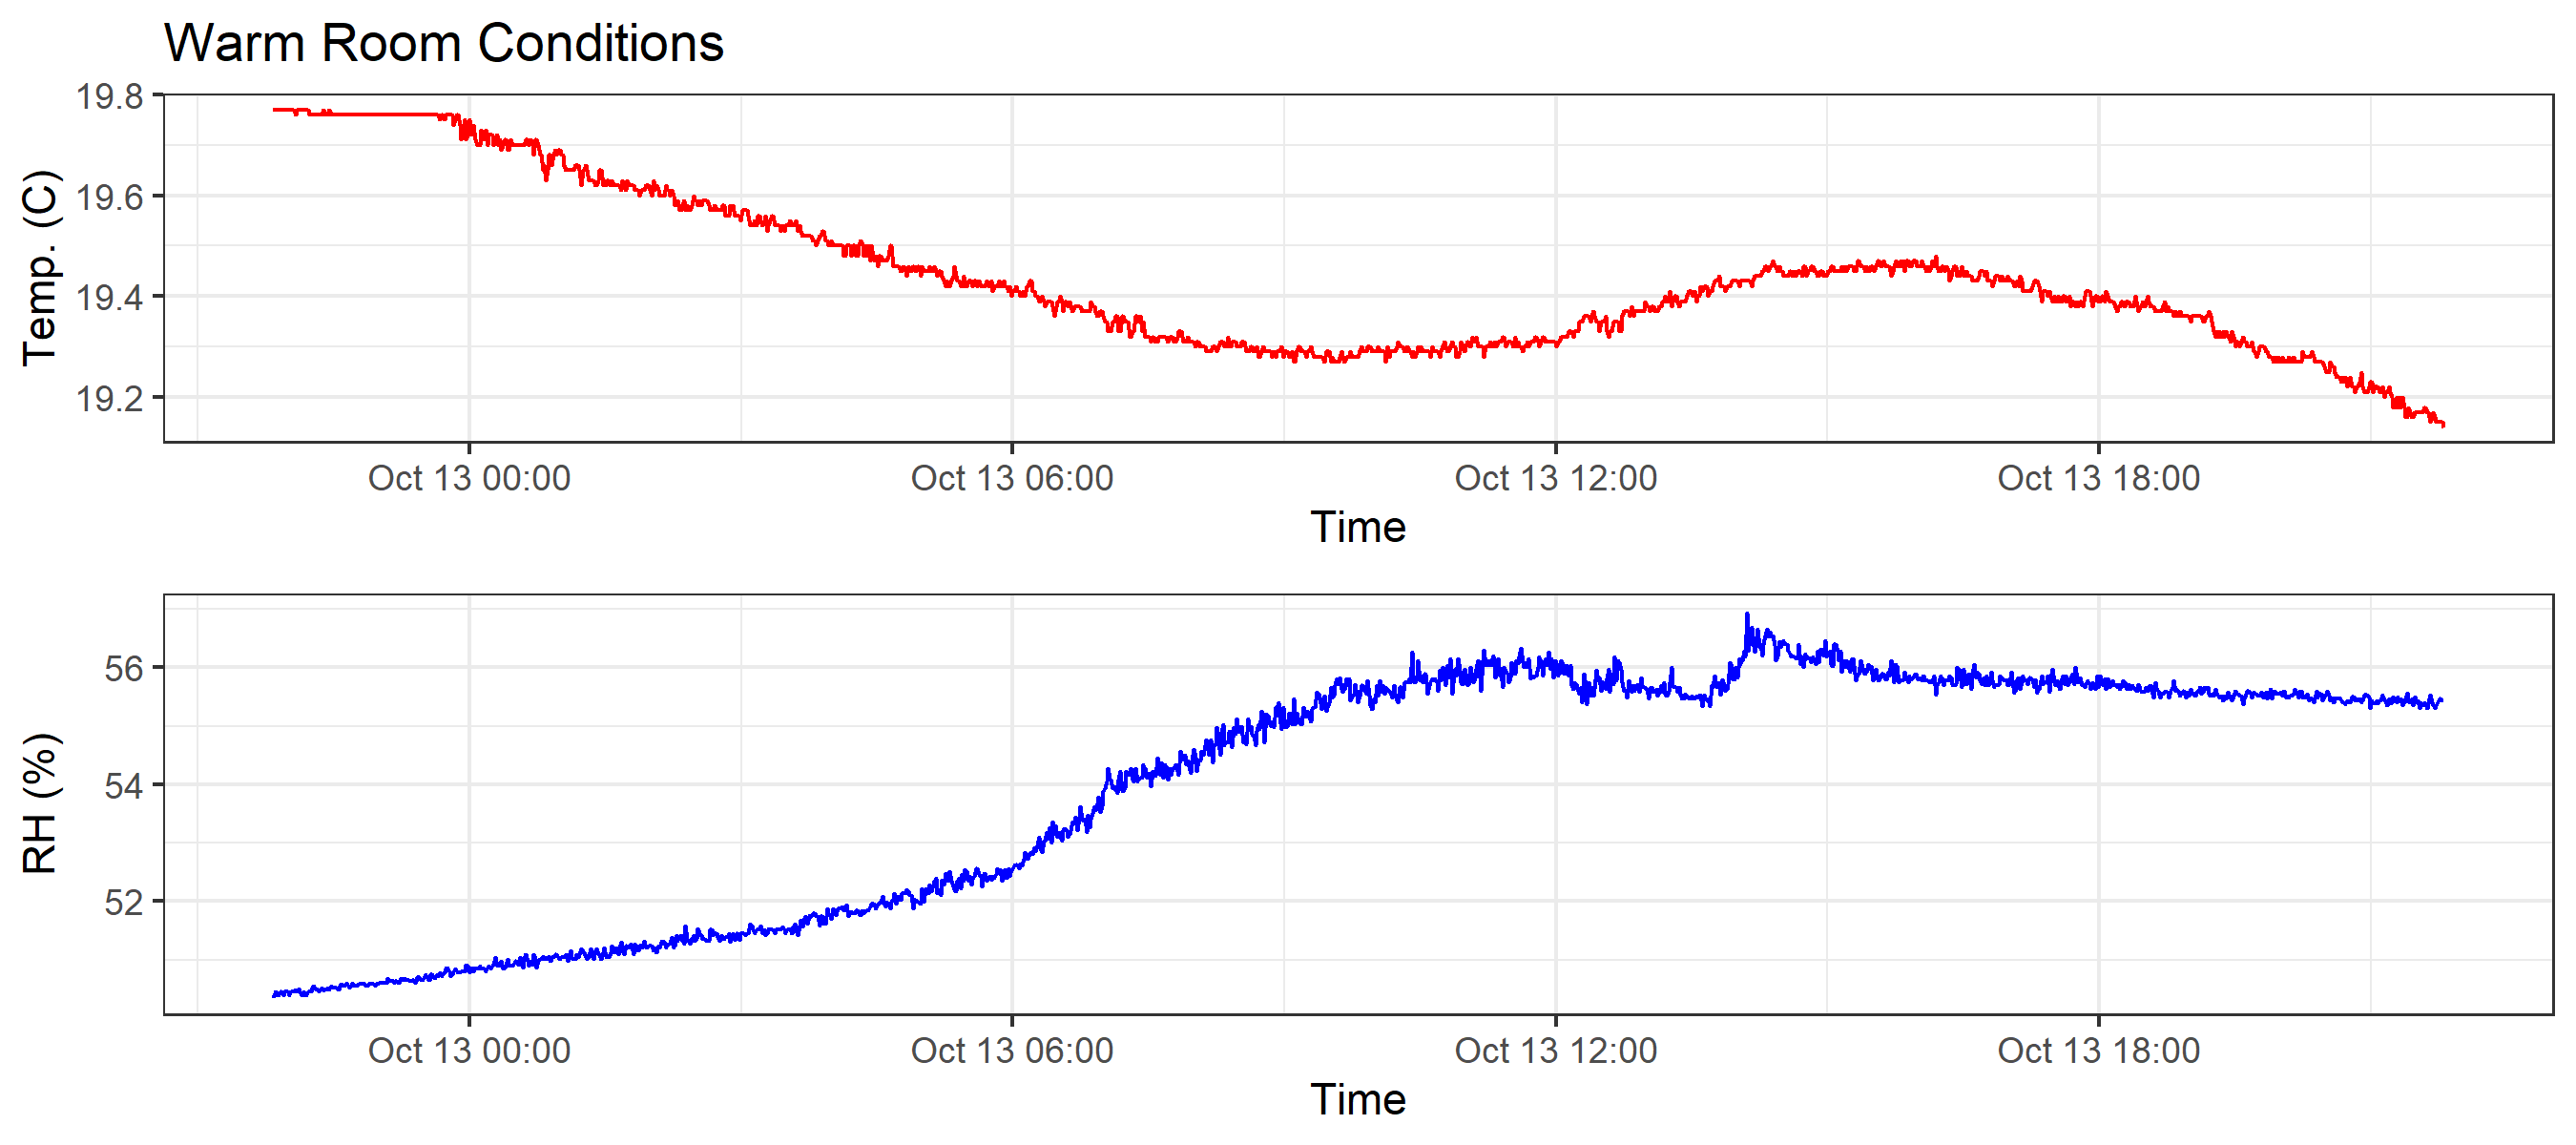 Warm Room Conditions
19.8
19.6
19.4
19.2
Temp. (C)
Oct 13 00:00 Oct 13 06:00 Oct 13 12:00 Oct 13 18:00
Time
56
54
52
RH (%)
Oct 13 00:00 Oct 13 06:00 Oct 13 12:00 Oct 13 18:00
Time